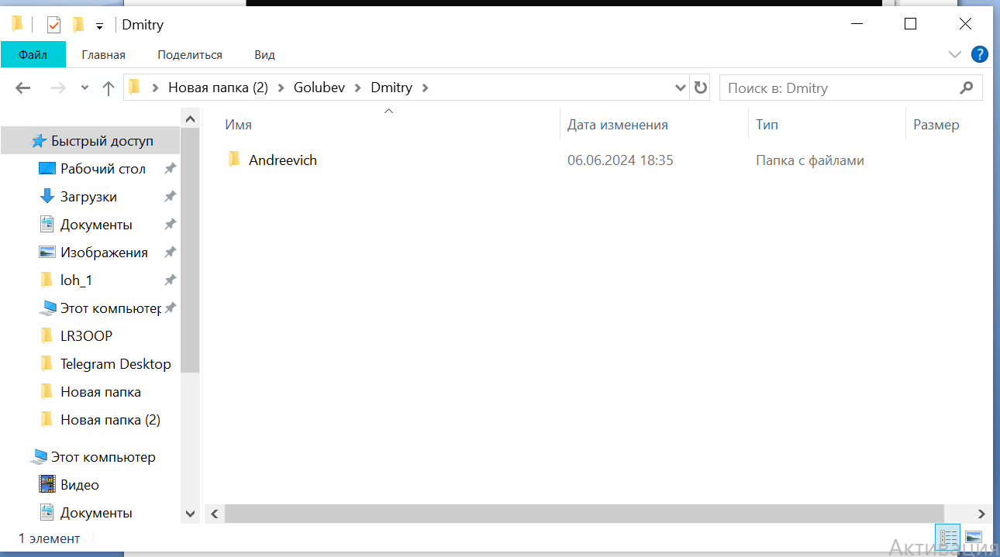 Dmitry
Файл Главная Поделиться Вид
Новая папка (2) Golubev Dmitry Поиск в: Dmitry
Имя Дата изменения Тип Размер
Andreevich 06.06.2024 18:35 Папка с файлами
Быстрый доступ
Рабочий стол
Загрузки
Документы
Изображения
loh_1
Этот компьютер
LR3OOP
Telegram Desktop
Новая папка
Новая папка (2)
Этот компьютер
Видео
Документы
1 элемент
Активация